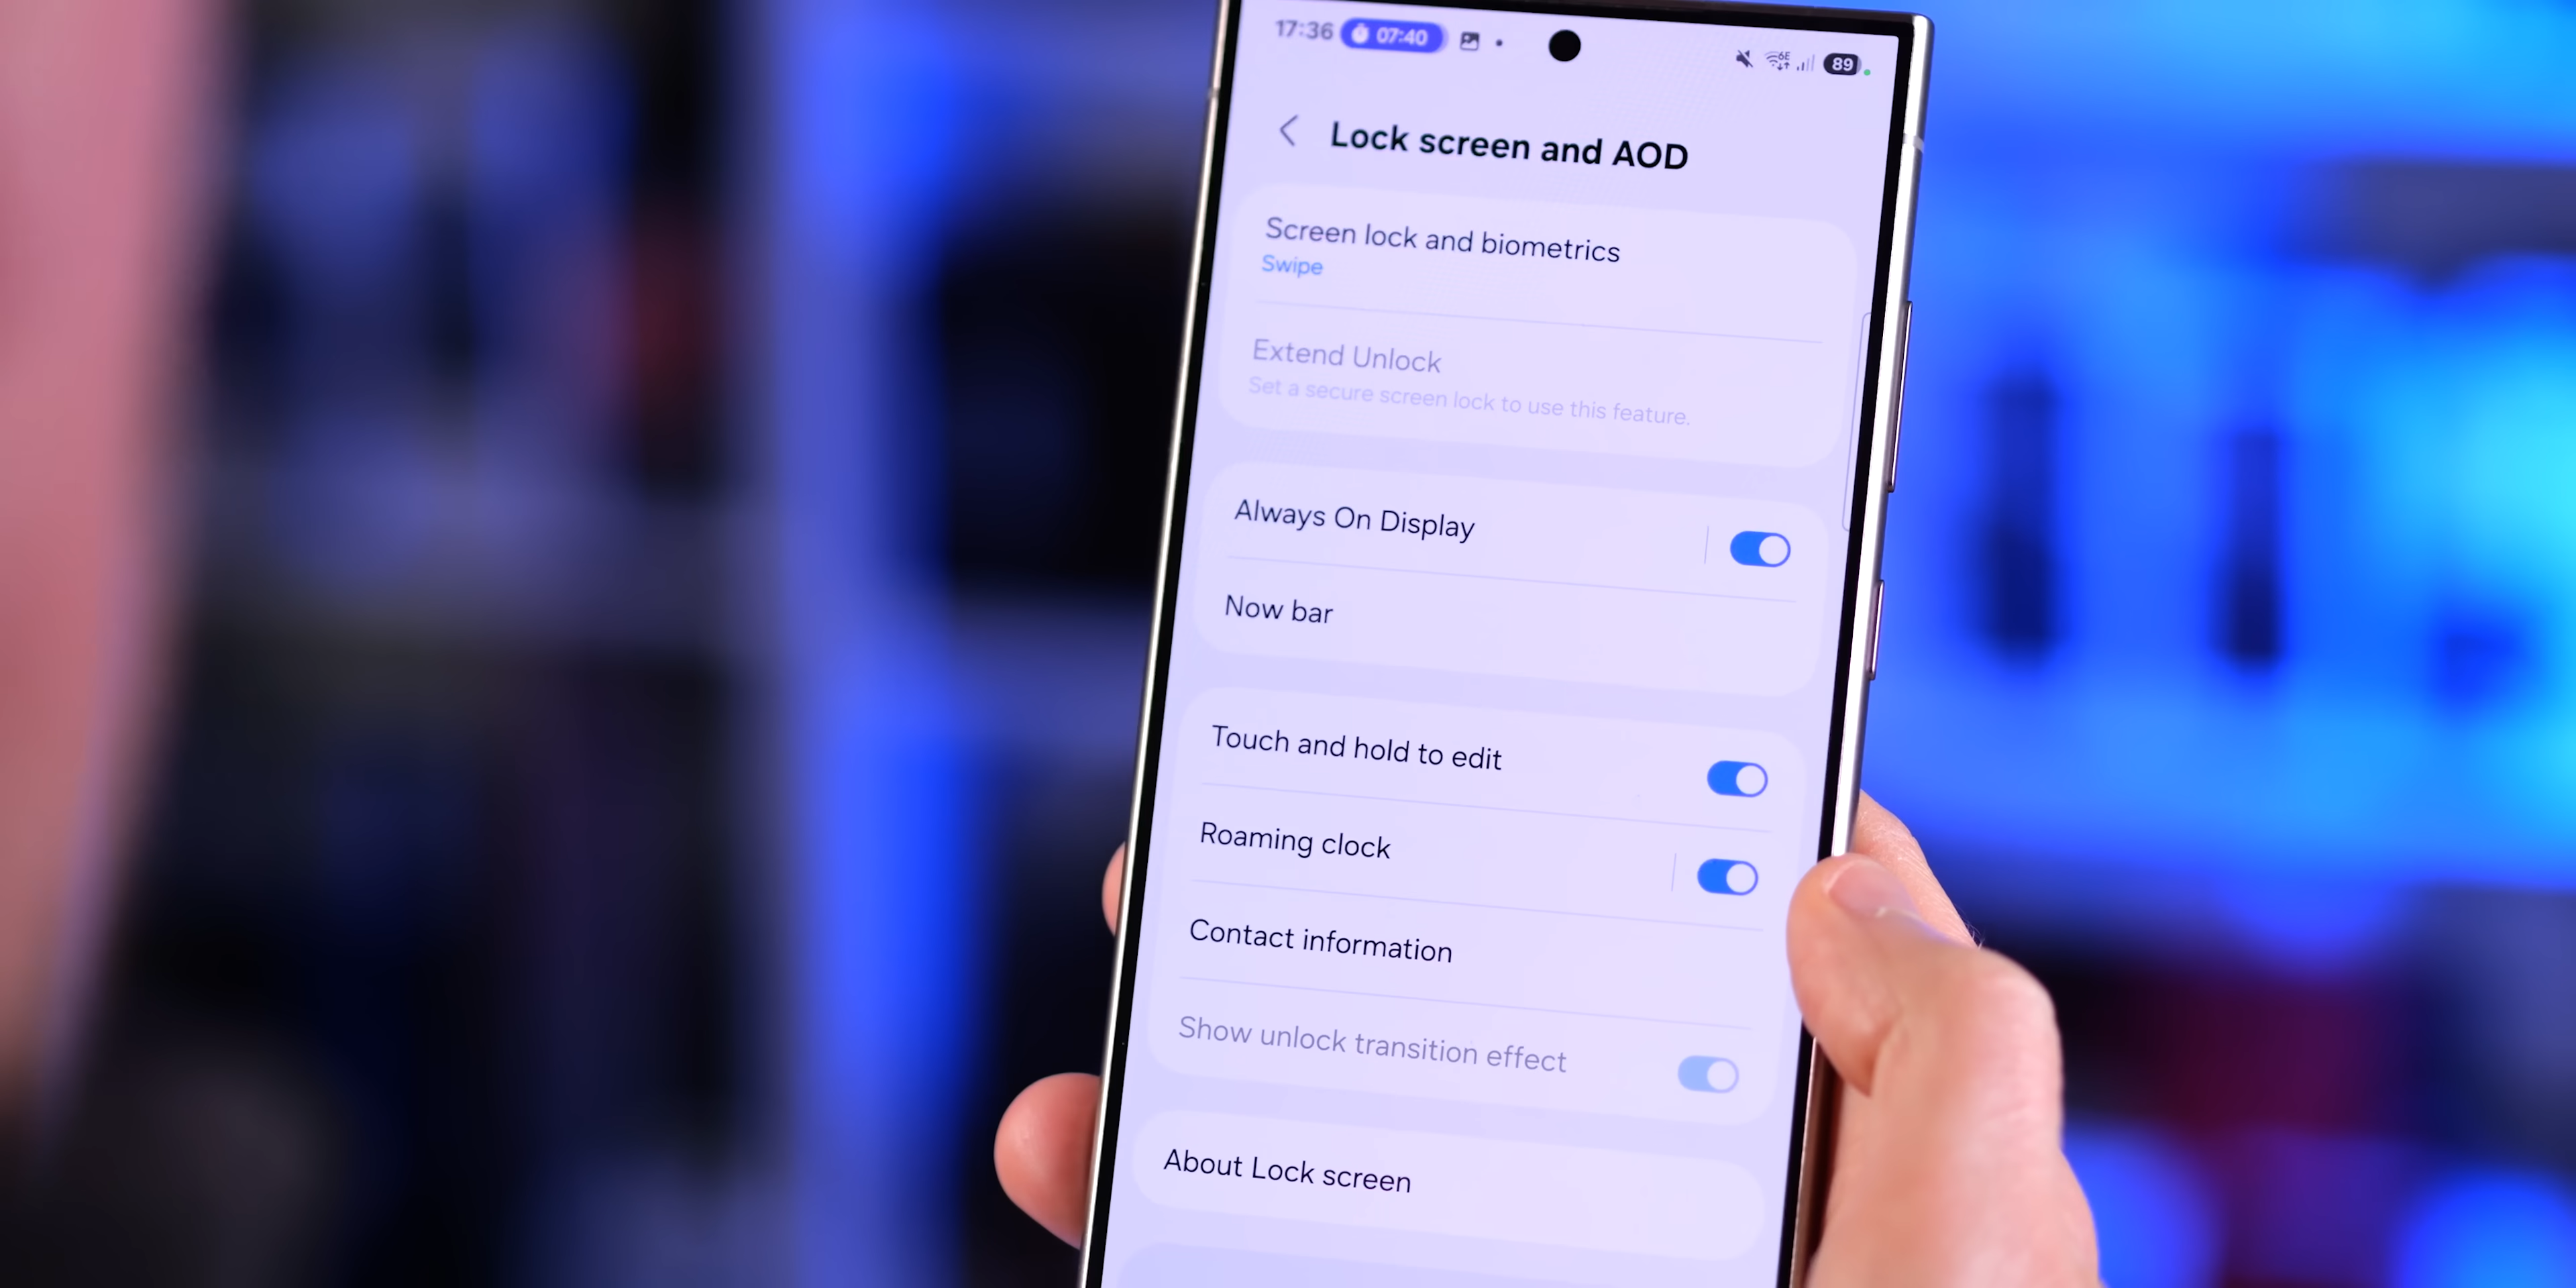 17:36 07:40 6E 89
Lock screen and AOD
Screen lock and biometrics
Swipe
Extend Unlock
Set a secure screen lock to use this feature.
Always On Display
Now bar
Touch and hold to edit
Roaming clock
Contact information
Show unlock transition effect
About Lock screen